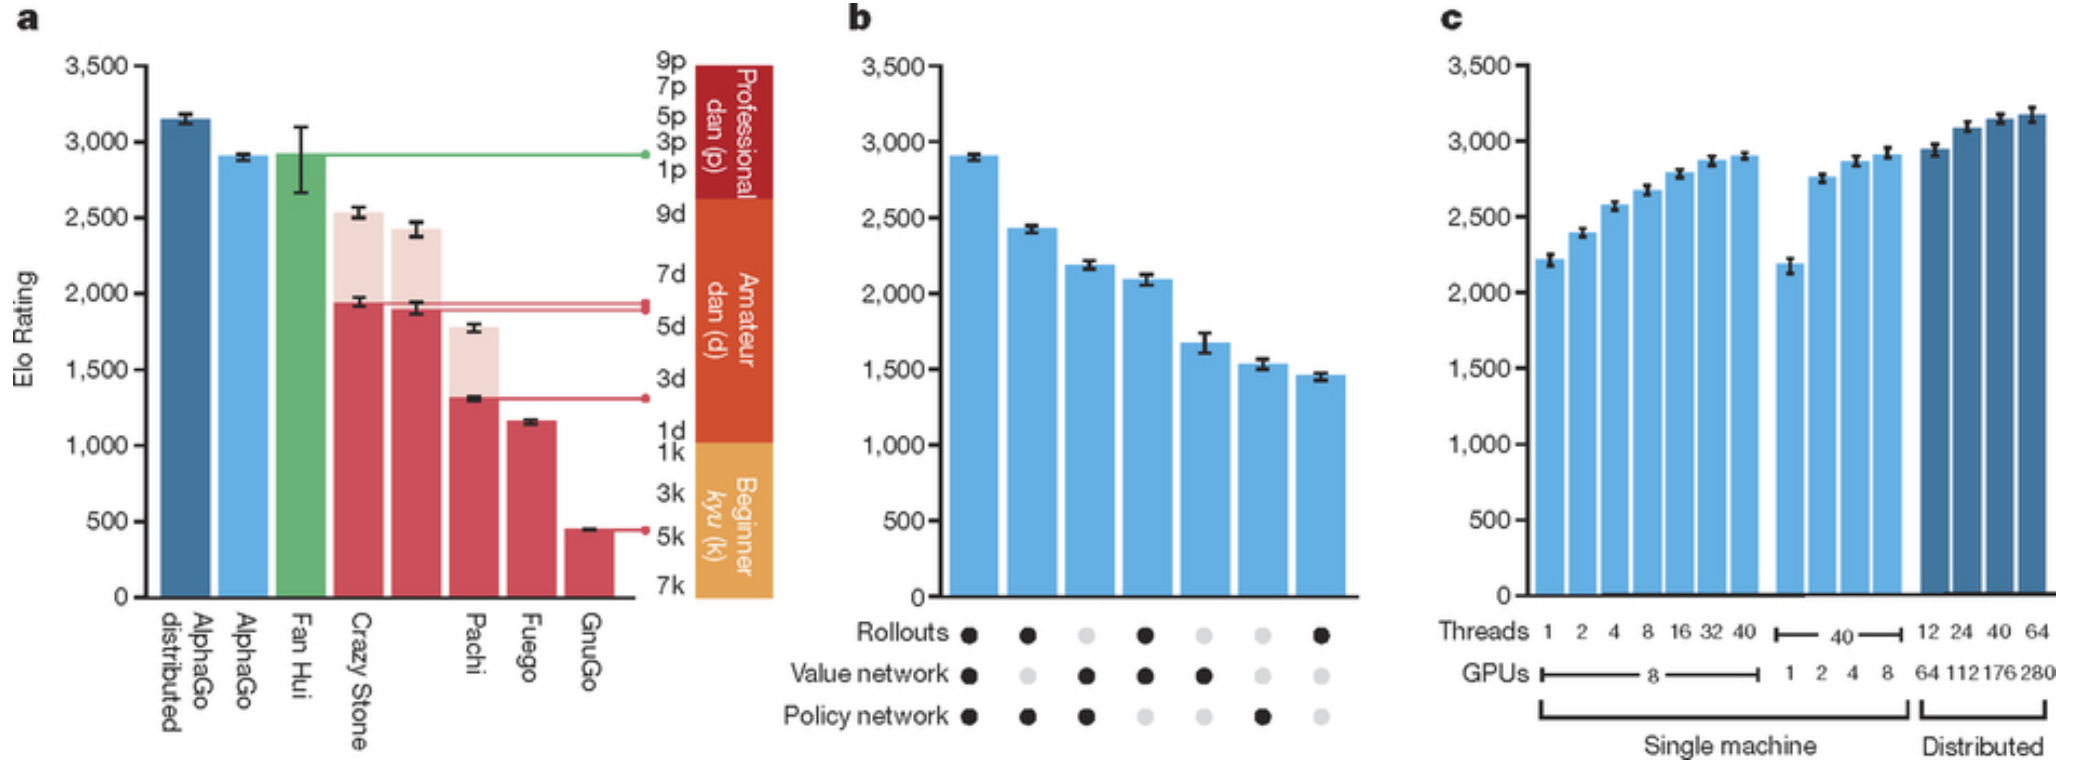 a
3,500
3,000
2,500
2,000
1,500
1,000
500
0
Elo Rating
AlphaGo
distributed
AlphaGo
Fan Hui
Crazy Stone
Pachi
Fuego
GnuGo
9p
7p
5p
3p
1p
9d
7d
5d
3d
1d
1k
3k
5k
7k
Professional
dan (p)
Amateur
dan (d)
Beginner
kyu (k)
b
3,500
3,000
2,500
2,000
1,500
1,000
500
0
Rollouts
Value network
Policy network
c
3,500
3,000
2,500
2,000
1,500
1,000
500
0
Threads 1 2 4 8 16 32 40 40 12 24 40 64
GPUs 8 1 2 4 8 64 112 176 280
Single machine Distributed